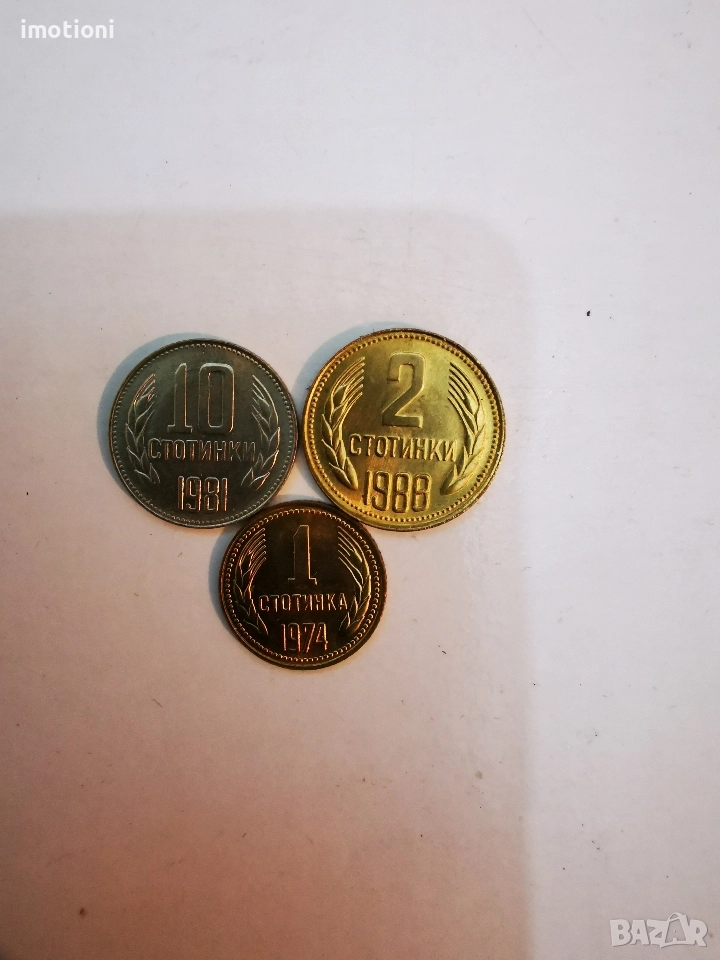 imotioni
10
СТОТИНКИ
1981
2
СТОТИНКИ
1988
1
СТОТИНКА
1974
BAZAR